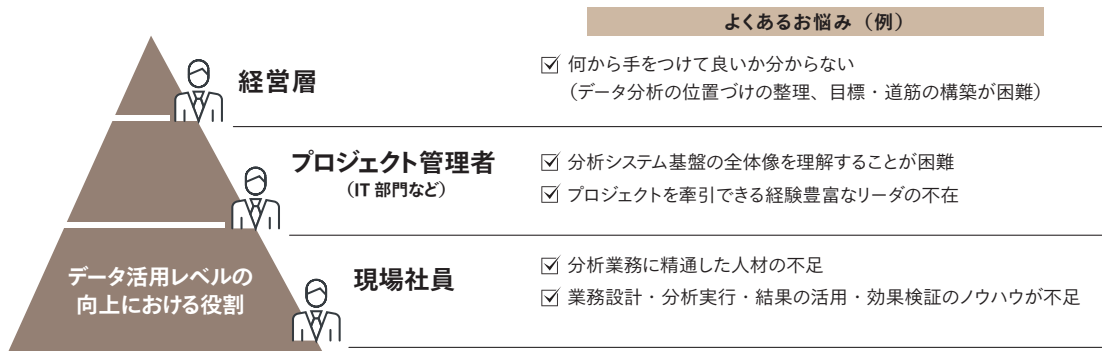 よくあるお悩み（例）
経営層
☑ 何から手をつけて良いか分からない
（データ分析の位置づけの整理、目標・道筋の構築が困難）
プロジェクト管理者
（IT 部門など）
☑ 分析システム基盤の全体像を理解することが困難
☑ プロジェクトを牽引できる経験豊富なリーダの不在
データ活用レベルの
向上における役割
現場社員
☑ 分析業務に精通した人材の不足
☑ 業務設計・分析実行・結果の活用・効果検証のノウハウが不足